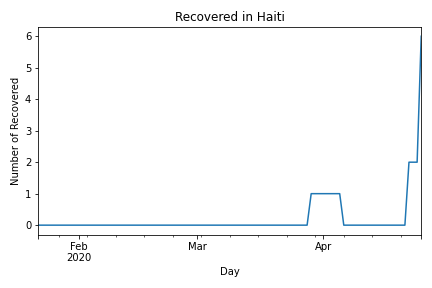 Recovered in Haiti
Number of Recovered
6
5
4
3
2
1
0
Feb
2020
Mar
Apr
Day